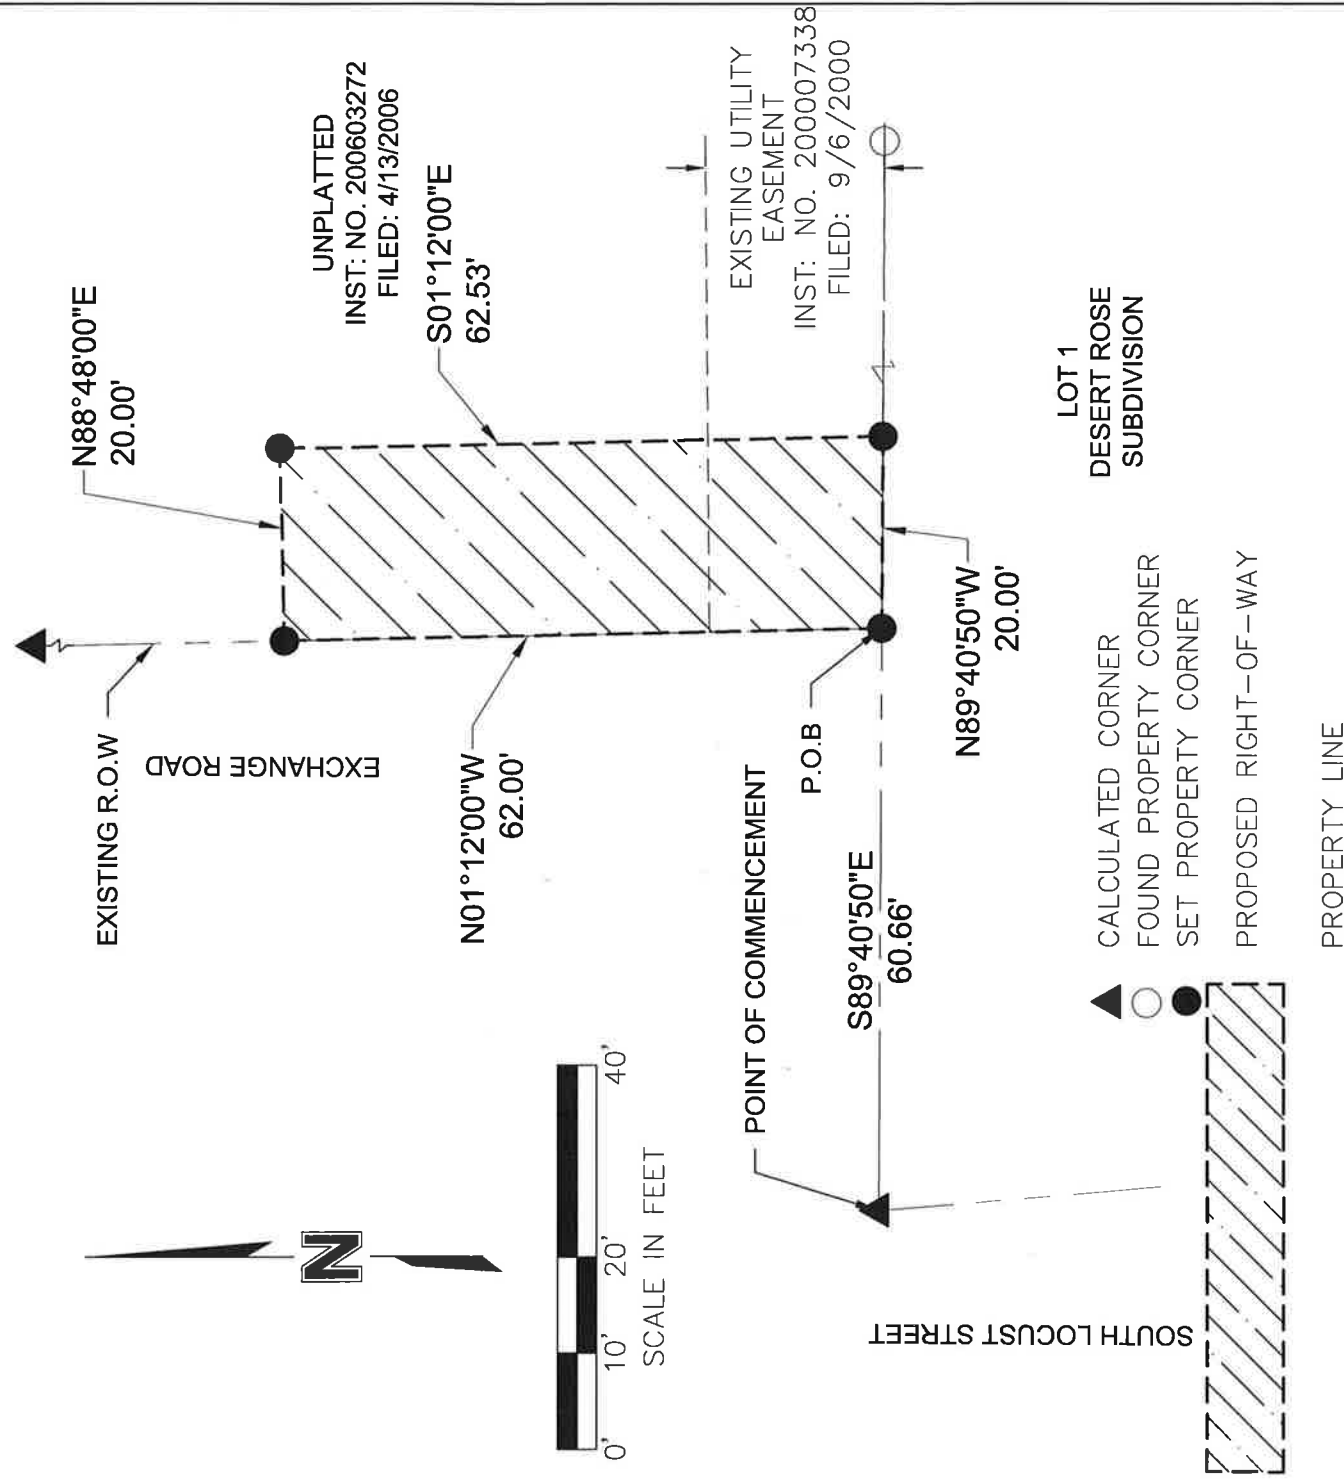 N88°48'00"E
20.00'
UNPLATTED
INST: NO. 200603272
FILED: 4/13/2006
S01°12'00"E
62.53'
EXISTING UTILITY
EASEMENT
INST: NO. 200007338
FILED: 9/6/2000
EXISTING R.O.W
EXCHANGE ROAD
N01°12'00"W
62.00'
POINT OF COMMENCEMENT
P.O.B
S89°40'50"E
60.66'
N89°40'50"W
20.00'
LOT 1
DESERT ROSE
SUBDIVISION
N
0' 10' 20' 40'
SCALE IN FEET
SOUTH LOCUST STREET
CALCULATED CORNER
FOUND PROPERTY CORNER
SET PROPERTY CORNER
PROPOSED RIGHT-OF-WAY
PROPERTY LINE